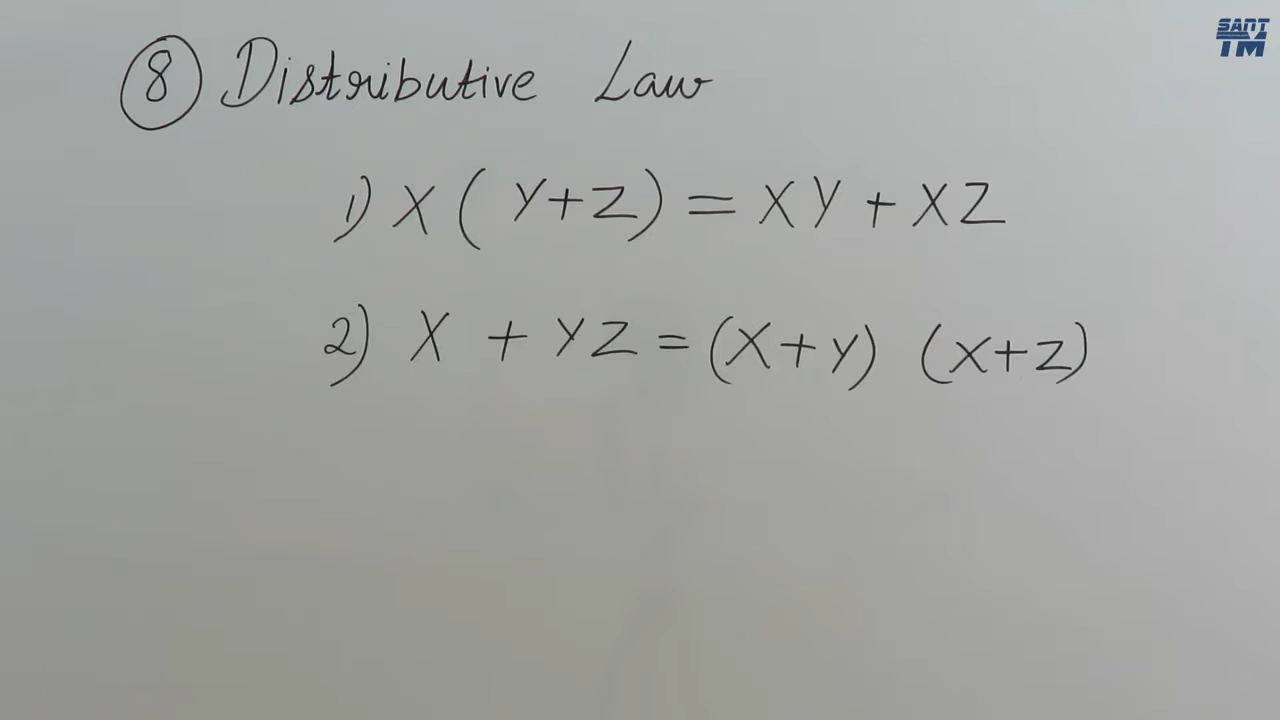 SANT TM
⑧ Distributive Law
1) X ( Y+Z) = XY + XZ
2) X + YZ = (X+Y) (X+Z)